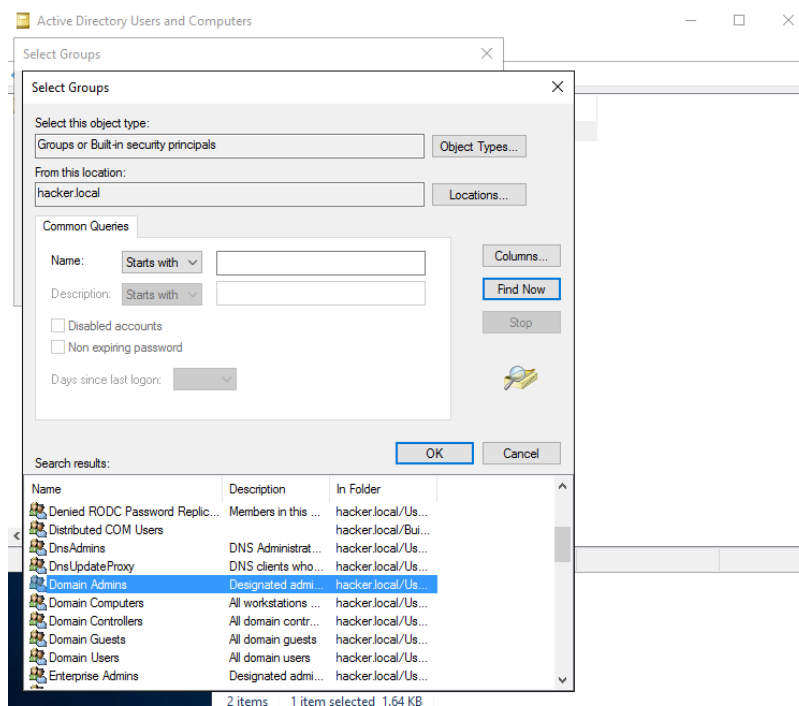 Active Directory Users and Computers
Select Groups
Select Groups
Select this object type:
Groups or Built-in security principals
Object Types...
From this location:
hacker.local
Locations...
Common Queries
Name:
Starts with
Columns...
Description:
Starts with
Find Now
Disabled accounts
Stop
Non expiring password
Days since last logon:
OK
Cancel
Search results:
Name Description In Folder
Denied RODC Password Replic... Members in this ... hacker.local/Us...
Distributed COM Users hacker.local/Bui...
DnsAdmins DNS Administrat... hacker.local/Us...
DnsUpdateProxy DNS clients who... hacker.local/Us...
Domain Admins Designated admi... hacker.local/Us...
Domain Computers All workstations ... hacker.local/Us...
Domain Controllers All domain contr... hacker.local/Us...
Domain Guests All domain guests hacker.local/Us...
Domain Users All domain users hacker.local/Us...
Enterprise Admins Designated admi... hacker.local/Us...
2 items 1 item selected 1.64 KB